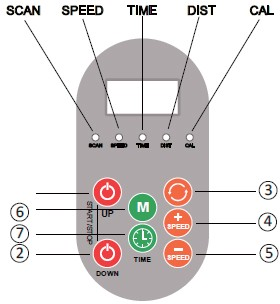 SCAN SPEED TIME DIST CAL
SCAN SPEED TIME DIST CAL
START/STOP
UP
M
+
SPEED
−
SPEED
TIME
DOWN
③
④
⑤
⑥
⑦
②